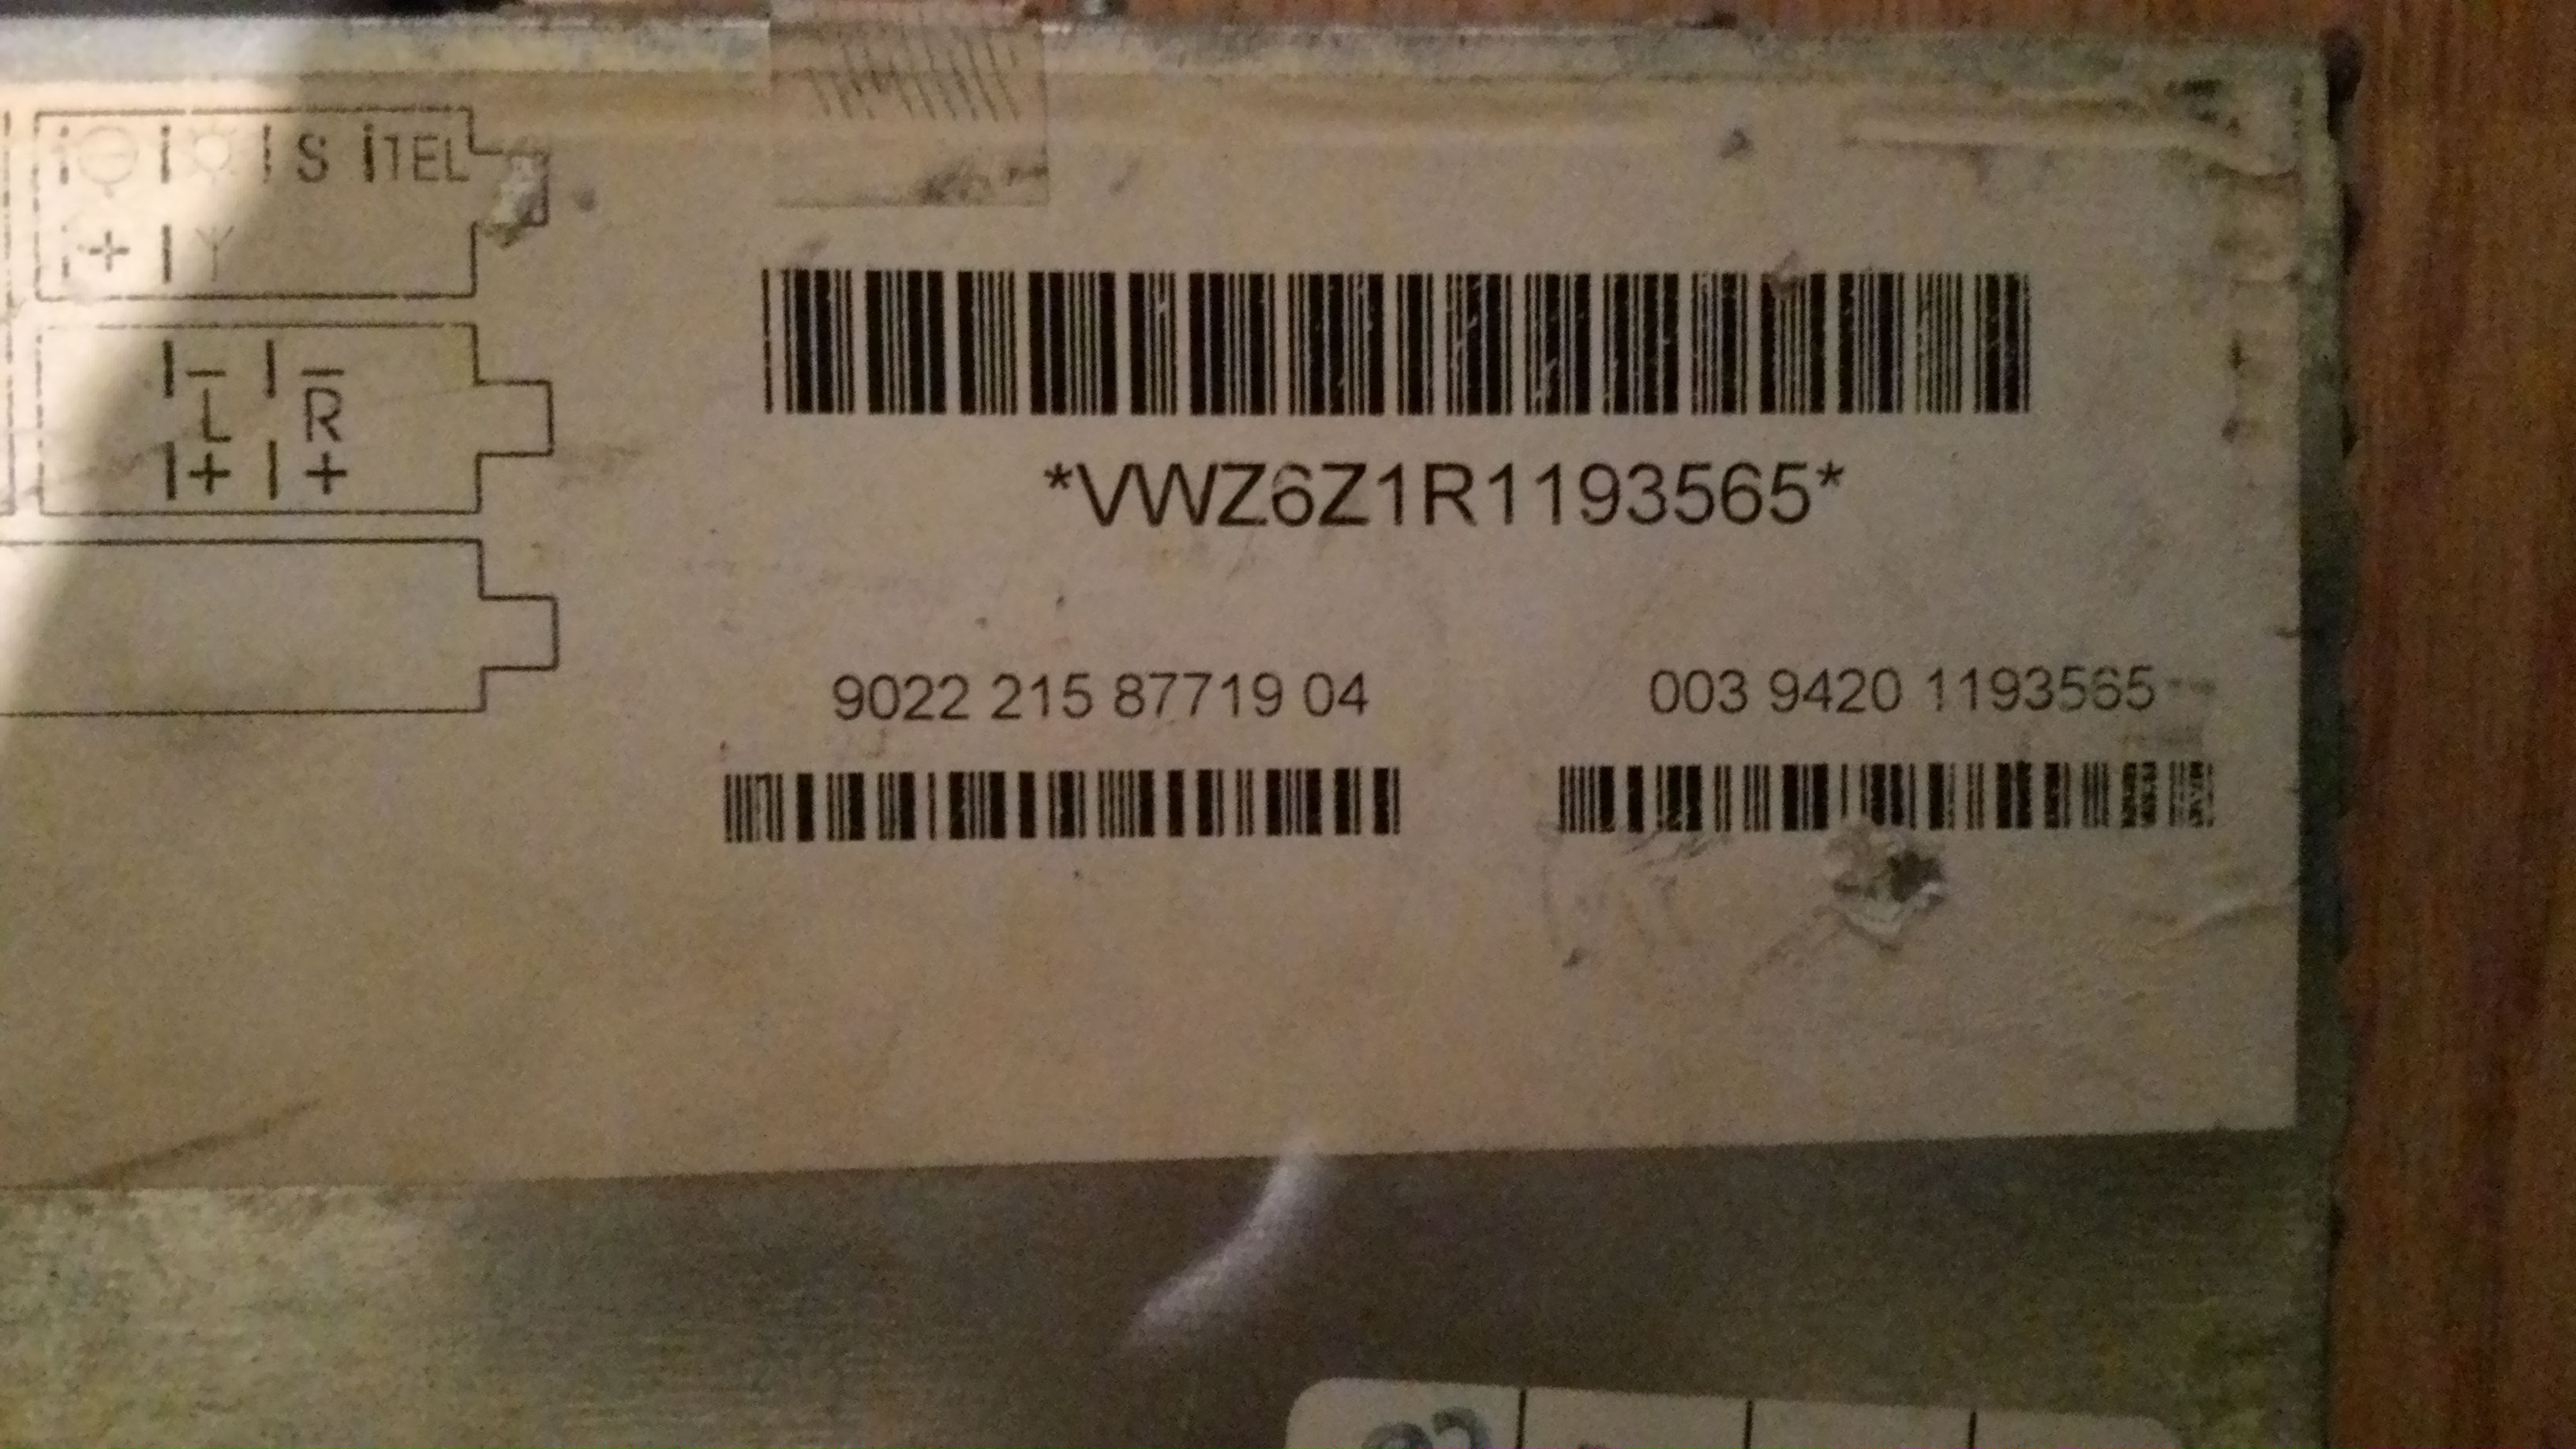 S TEL
+
- -
L R
+ +
*VWZ6Z1R1193565*
9022 215 87719 04
003 9420 1193565